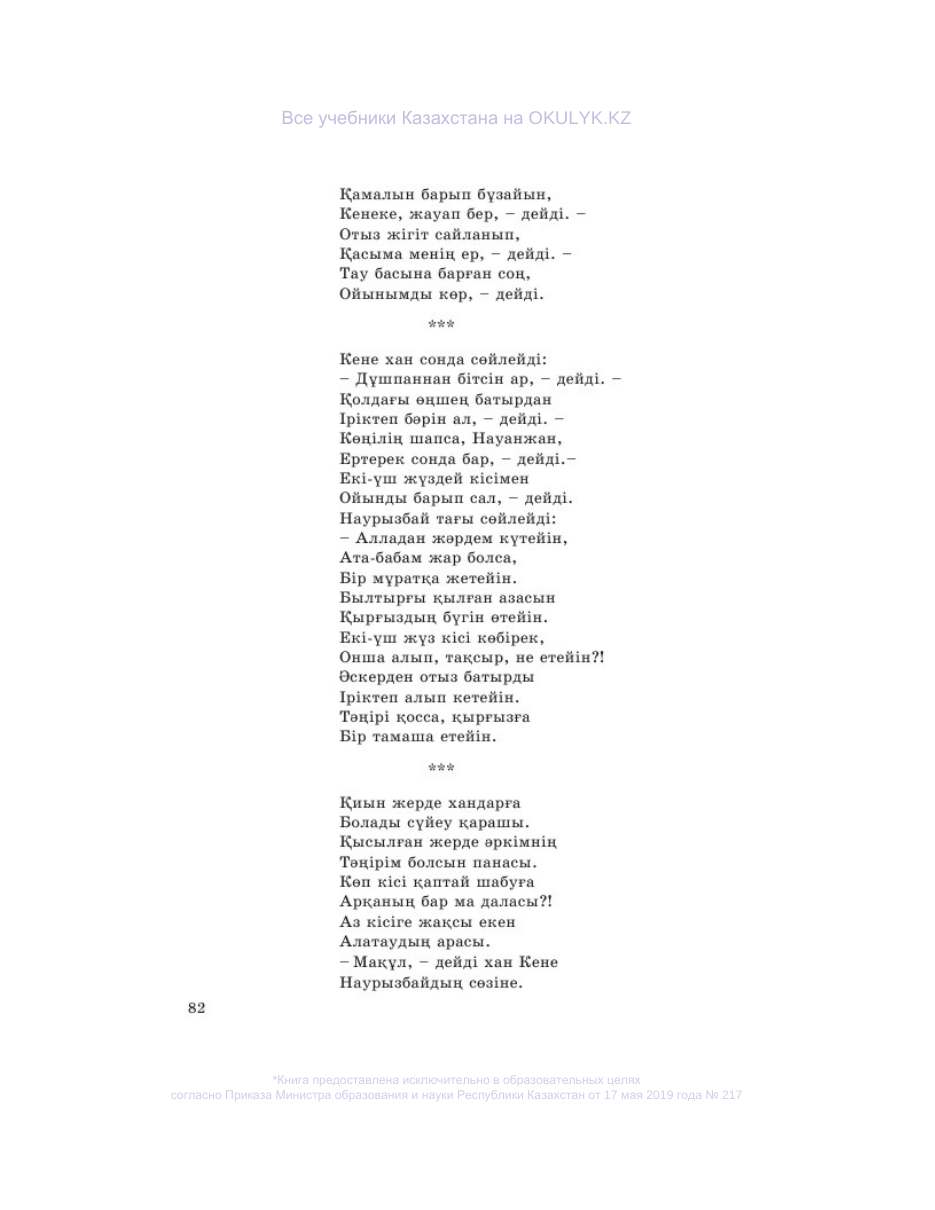 Все учебники Казахстана на OKULYK.KZ
Қамалын барып бұзайын,
Кенеке, жауап бер, – дейді. –
Отыз жігіт сайланып,
Қасыма менің ер, – дейді. –
Тау басына барған соң,
Ойынымды көр, – дейді.
***
Кене хан сонда сөйлейді:
– Дұшпаннан бітсін ар, – дейді. –
Қолдағы өңшең батырдан
Іріктеп бәрін ал, – дейді. –
Көңілің шапса, Науанжан,
Ертерек сонда бар, – дейді.–
Екі-үш жүздей кісімен
Ойынды барып сал, – дейді.
Наурызбай тағы сөйлейді:
– Алладан жәрдем күтейін,
Ата-бабам жар болса,
Бір мұратқа жетейін.
Былтырғы қылған азасын
Қырғыздың бүгін өтейін.
Екі-үш жүз кісі көбірек,
Онша алып, тақсыр, не етейін?!
Әскерден отыз батырды
Іріктеп алып кетейін.
Тәңірі қосса, қырғызға
Бір тамаша етейін.
***
Қиын жерде хандарға
Болады сүйеу қарашы.
Қысылған жерде әркімнің
Тәңірім болсын панасы.
Көп кісі қаптай шабуға
Арқаның бар ма даласы?!
Аз кісіге жақсы екен
Алатаудың арасы.
– Мақұл, – дейді хан Кене
Наурызбайдың сөзіне.
82
*Книга предоставлена исключительно в образовательных целях
согласно Приказа Министра образования и науки Республики Казахстан от 17 мая 2019 года № 217